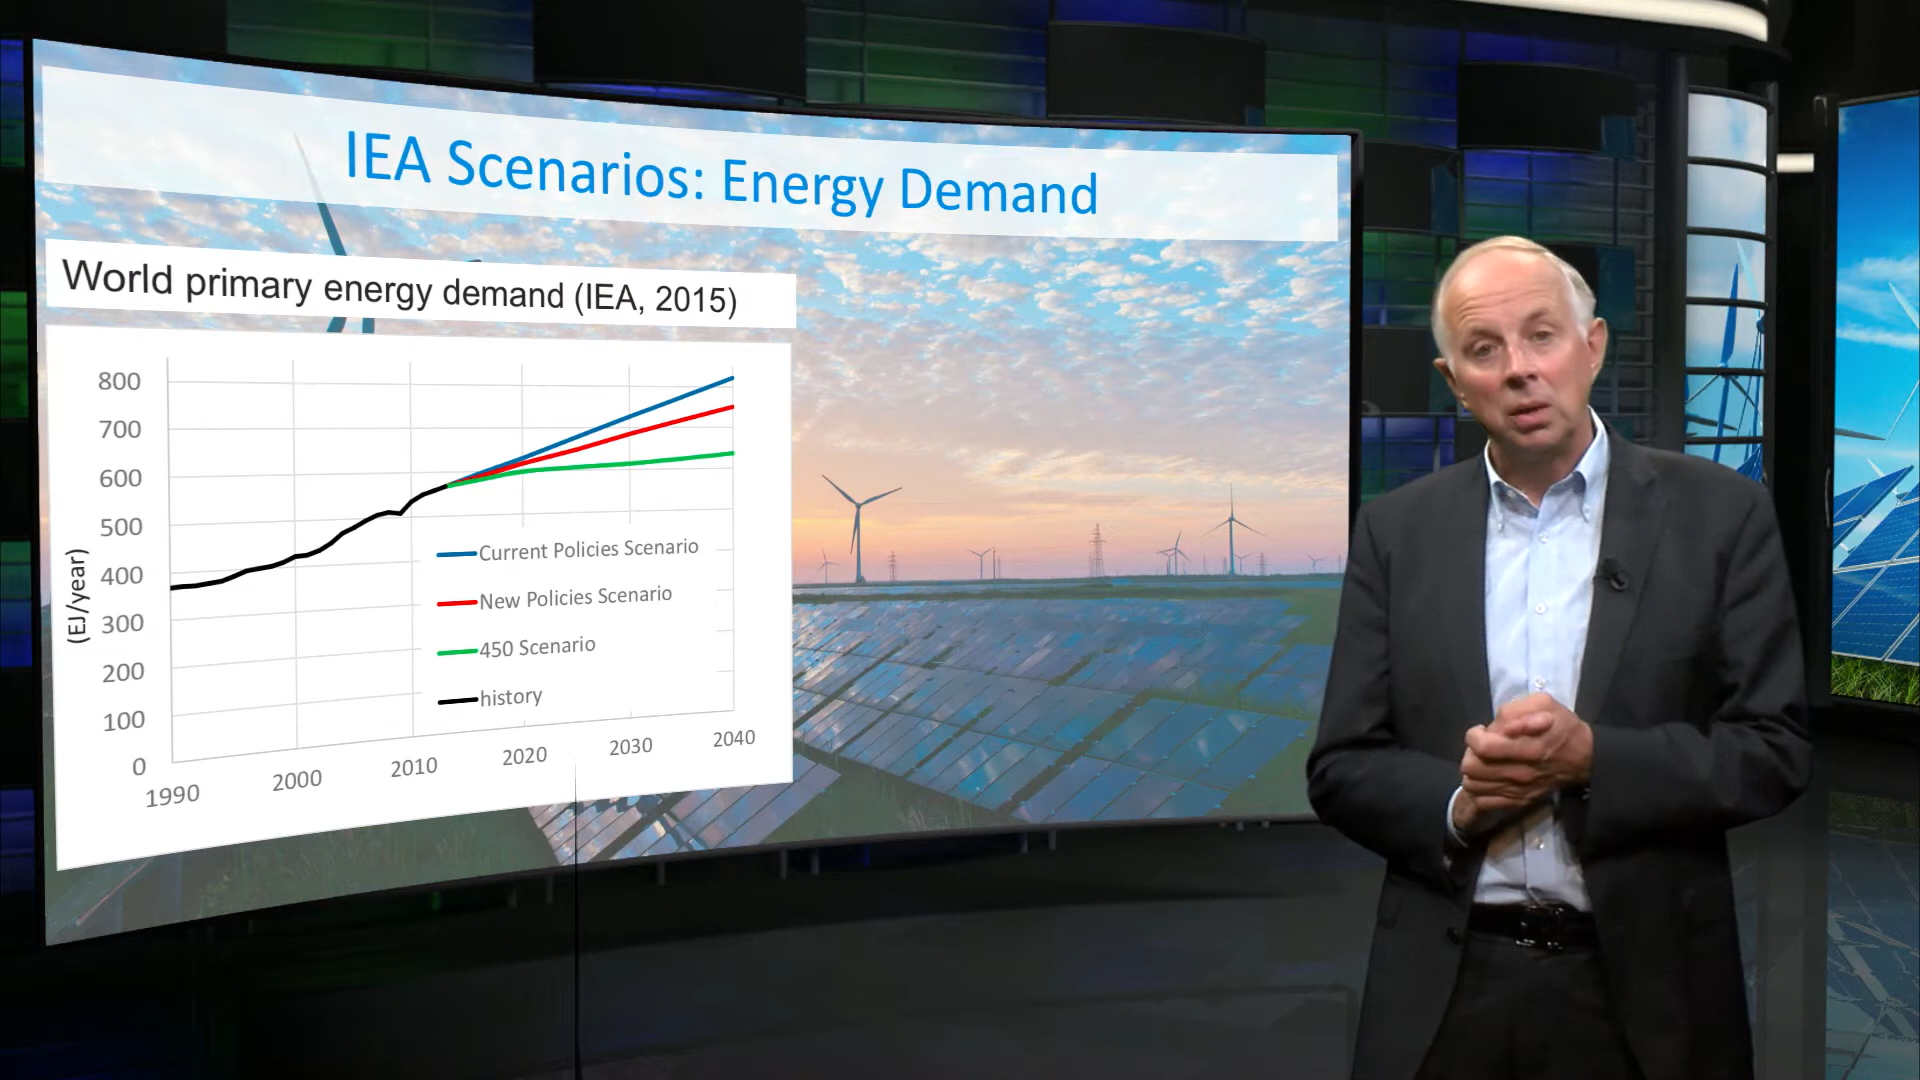 IEA Scenarios: Energy Demand
World primary energy demand (IEA, 2015)
800
700
600
500
400
300
200
100
0
(EJ/year)
Current Policies Scenario
New Policies Scenario
450 Scenario
history
1990
2000
2010
2020
2030
2040